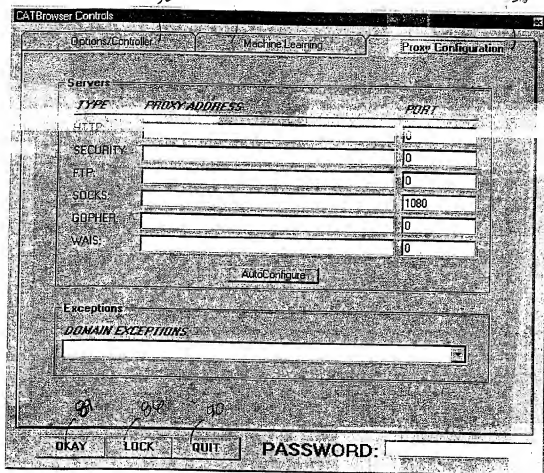 CATBrowser Controls
Options/Controller Machine Learning Proxy Configuration
Servers
TYPE PROXY ADDRESS PORT
HTTP: 0
SECURITY: 0
FTP: 0
SOCKS: 1080
GOPHER: 0
WAIS: 0
AutoConfigure
Exceptions
DOMAIN EXCEPTIONS
90
OKAY LOCK QUIT PASSWORD: